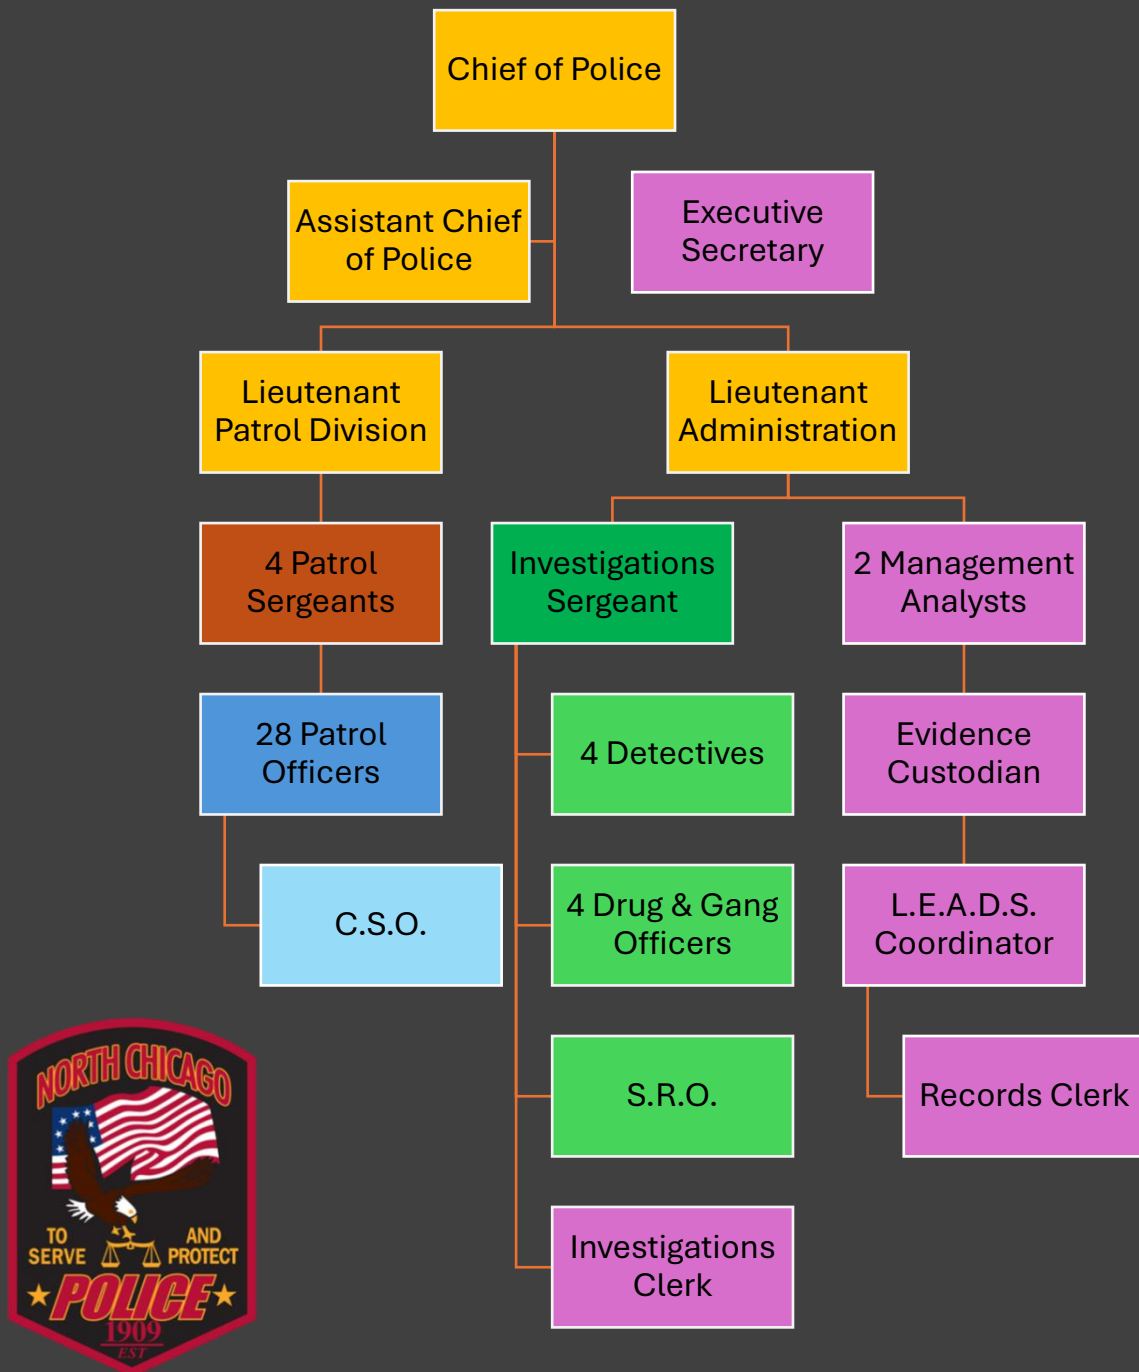 Chief of Police
Assistant Chief
of Police
Executive
Secretary
Lieutenant
Patrol Division
Lieutenant
Administration
4 Patrol
Sergeants
Investigations
Sergeant
2 Management
Analysts
28 Patrol
Officers
4 Detectives
Evidence
Custodian
C.S.O.
4 Drug & Gang
Officers
L.E.A.D.S.
Coordinator
S.R.O.
Records Clerk
Investigations
Clerk
NORTH CHICAGO
TO
SERVE
AND
PROTECT
POLICE
1909
EST